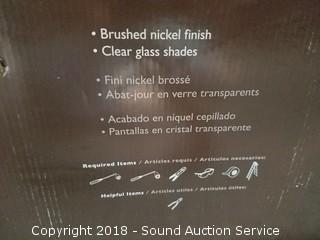 • Brushed nickel finish
• Clear glass shades
• Fini nickel brossé
• Abat-jour en verre transparents
• Acabado en níquel cepillado
• Pantallas en cristal transparente
Required Items / Articles requis / Artículos necesarios:
Helpful Items / Articles utiles / Artículos útiles:
Copyright 2018 - Sound Auction Service